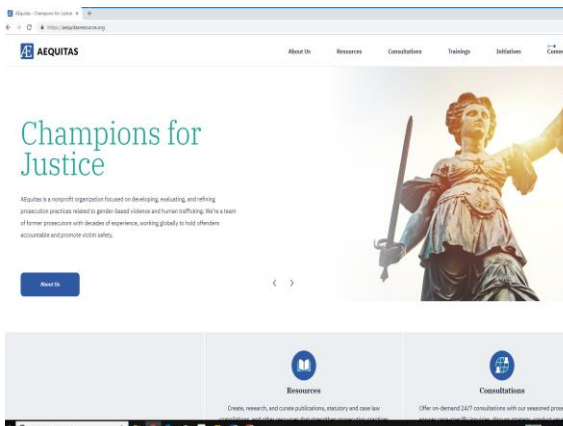 AEquitas - Champions for Justice
https://aequitasresource.org
Æ AEQUITAS
About Us Resources Consultations Trainings Initiatives Conne
Champions for
Justice
AEquitas is a nonprofit organization focused on developing, evaluating, and refining
prosecution practices related to gender-based violence and human trafficking. We're a team
of former prosecutors with decades of experience, working globally to hold offenders
accountable and promote victim safety.
About Us
Resources
Consultations
Create, research, and curate publications, statutory and case law
Offer on-demand 24/7 consultations with our seasoned prose